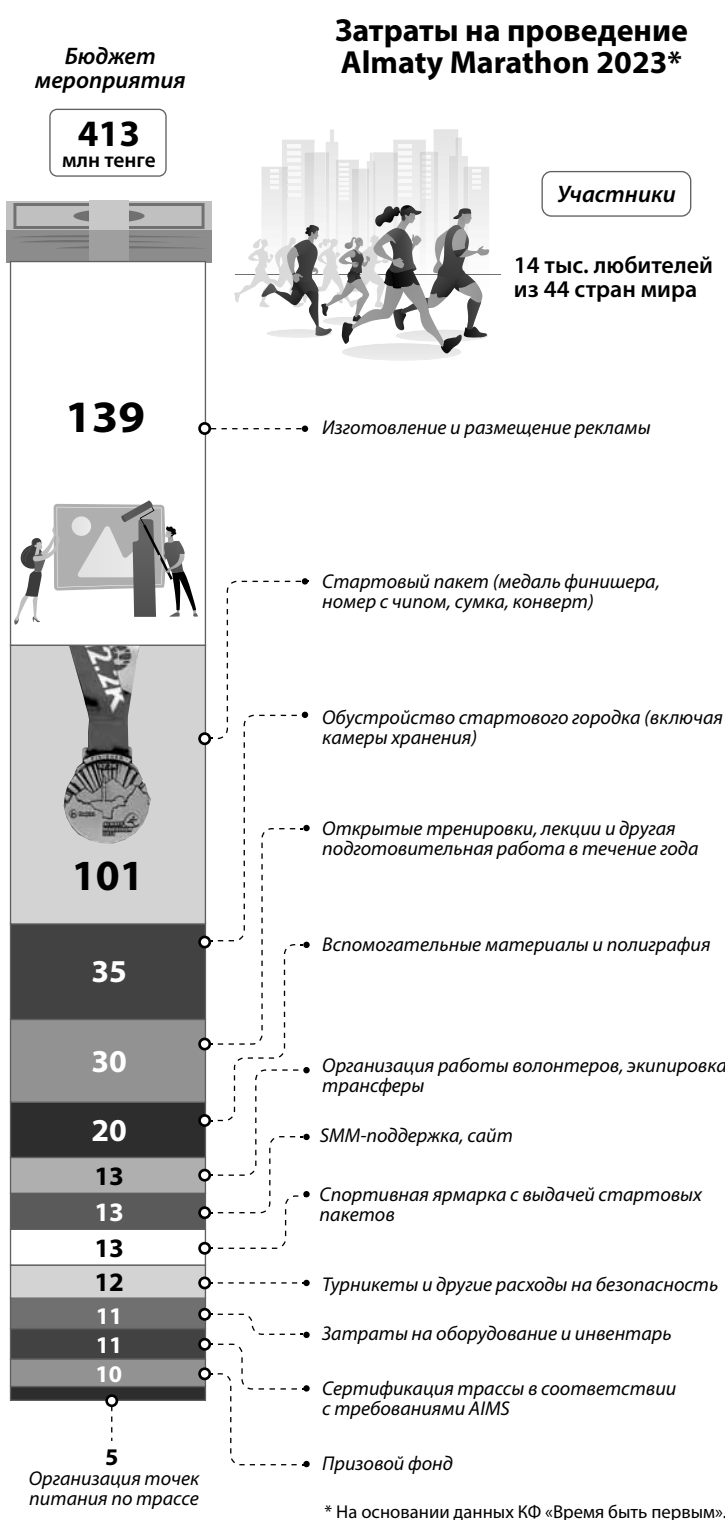 Затраты на проведение
Almaty Marathon 2023*
Бюджет
мероприятия
413
млн тенге
Участники
14 тыс. любителей
из 44 стран мира
139
Изготовление и размещение рекламы
Стартовый пакет (медаль финишера,
номер с чипом, сумка, конверт)
2.2K
101
Обустройство стартового городка (включая
камеры хранения)
35
Открытые тренировки, лекции и другая
подготовительная работа в течение года
30
Вспомогательные материалы и полиграфия
20
Организация работы волонтеров, экипировка
трансферы
13
SMM-поддержка, сайт
13
Спортивная ярмарка с выдачей стартовых
пакетов
13
Турникеты и другие расходы на безопасность
12
Затраты на оборудование и инвентарь
11
Сертификация трассы в соответствии
с требованиями AIMS
11
Призовой фонд
10
5
Организация точек
питания по трассе
* На основании данных КФ «Время быть первым».